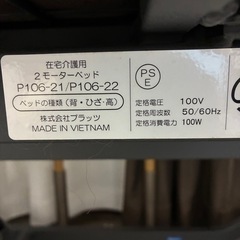 在宅介護用
2モーターベッド
P106-21/P106-22
ベッドの種類（背・ひざ・高）
株式会社プラッツ
MADE IN VIETNAM
PS
E
定格電圧：100V
定格周波数：50/60Hz
定格消費電力：100W